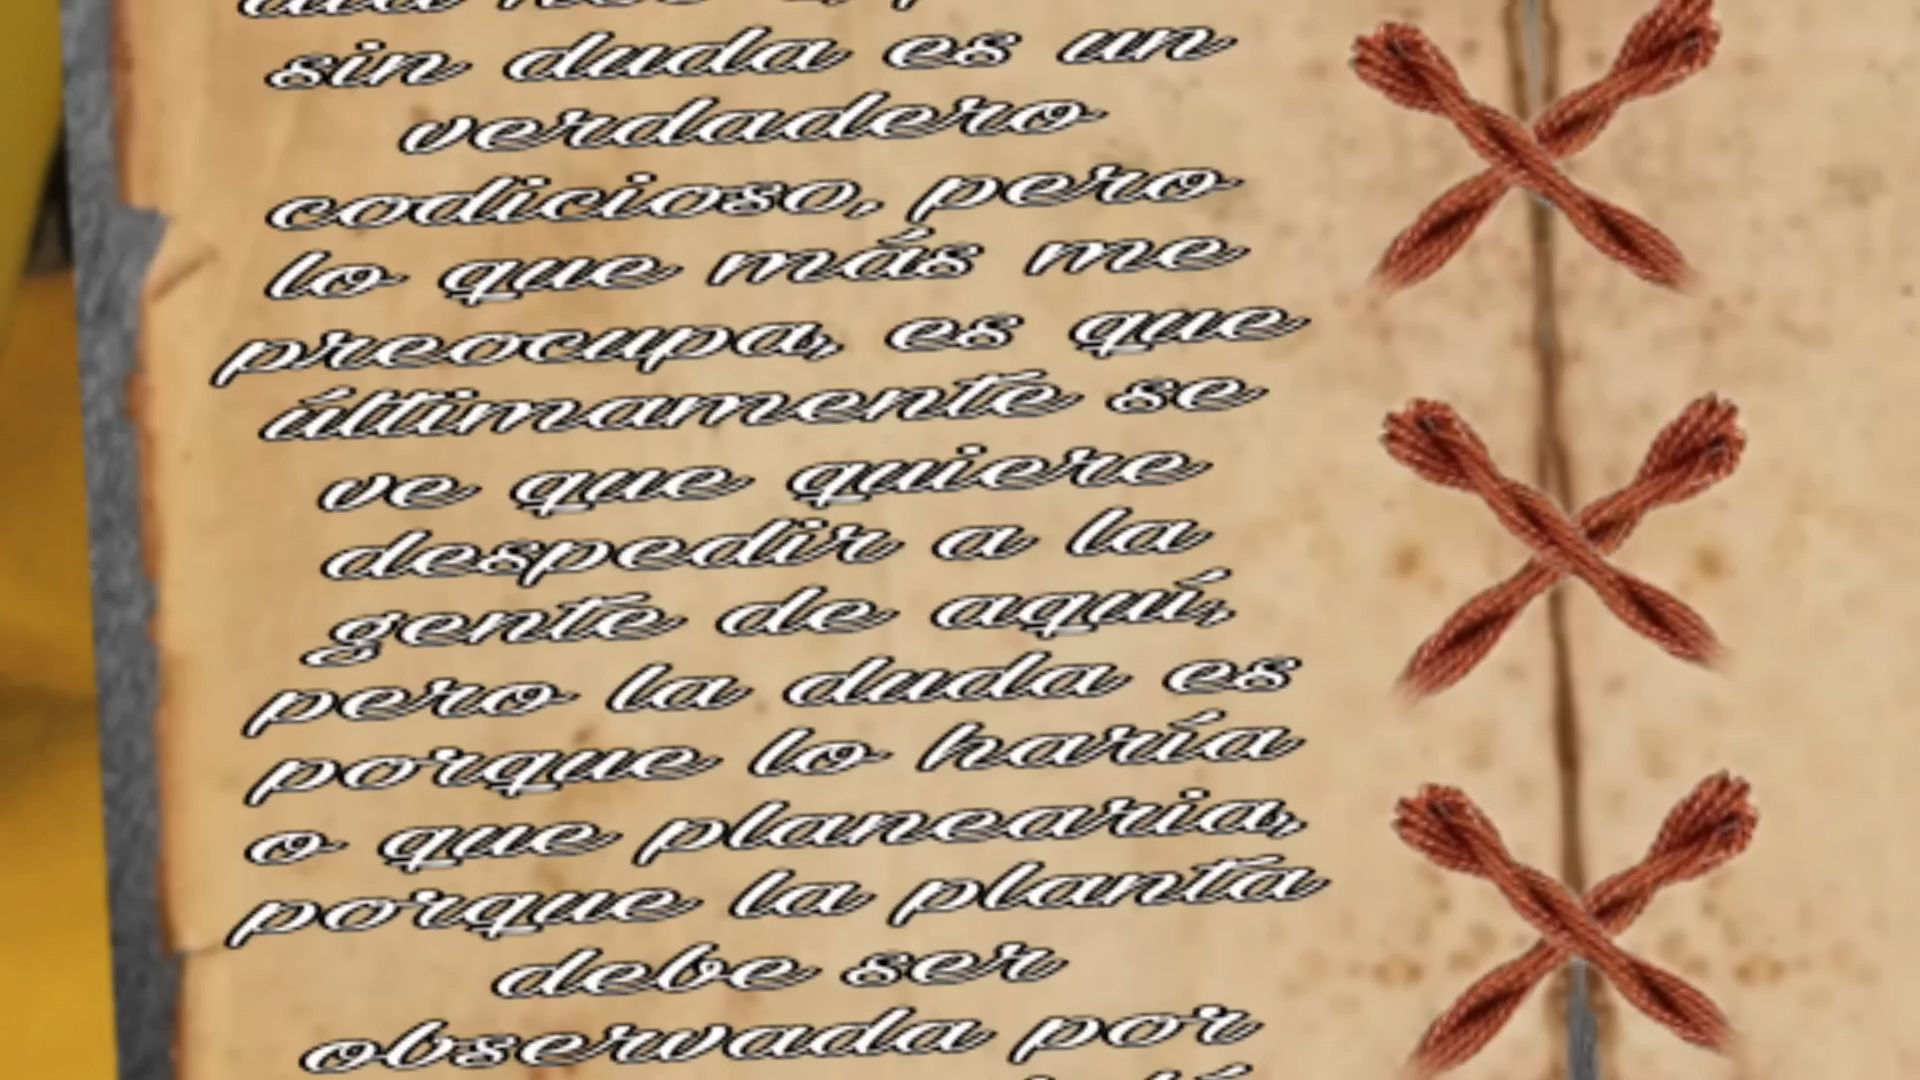 sin duda es un
verdadero
codicioso, pero
lo que más me
preocupa, es que
últimamente se
ve que quiere
despedir a la
gente de aquí,
pero la duda es
porque lo haría
o que planearia,
porque la planta
debe ser
observada por